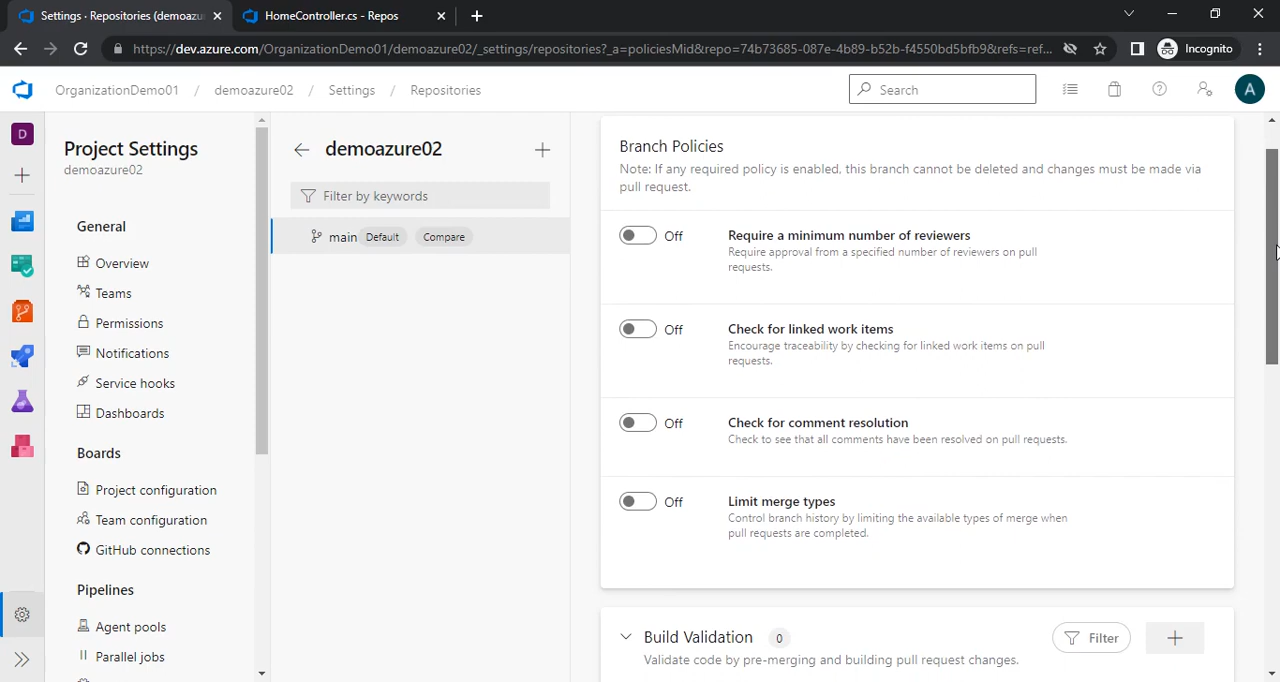 Settings · Repositories (demoazu
HomeController.cs - Repos
https://dev.azure.com/OrganizationDemo01/demoazure02/_settings/repositories?_a=policiesMid&repo=74b73685-087e-4b89-b52b-f4550bd5bfb9&refs=ref...
Incognito
OrganizationDemo01 / demoazure02 / Settings / Repositories
Search
A
D
Project Settings
demoazure02
General
Overview
Teams
Permissions
Notifications
Service hooks
Dashboards
Boards
Project configuration
Team configuration
GitHub connections
Pipelines
Agent pools
Parallel jobs
demoazure02
Filter by keywords
main Default Compare
Branch Policies
Note: If any required policy is enabled, this branch cannot be deleted and changes must be made via
pull request.
Off Require a minimum number of reviewers
Require approval from a specified number of reviewers on pull
requests.
Off Check for linked work items
Encourage traceability by checking for linked work items on pull
requests.
Off Check for comment resolution
Check to see that all comments have been resolved on pull requests.
Off Limit merge types
Control branch history by limiting the available types of merge when
pull requests are completed.
Build Validation 0
Filter
Validate code by pre-merging and building pull request changes.